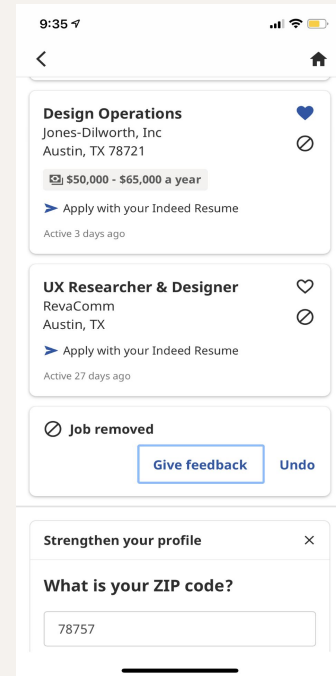 9:35
Design Operations
Jones-Dilworth, Inc
Austin, TX 78721
$50,000 - $65,000 a year
Apply with your Indeed Resume
Active 3 days ago
UX Researcher & Designer
RevaComm
Austin, TX
Apply with your Indeed Resume
Active 27 days ago
Job removed
Give feedback Undo
Strengthen your profile
What is your ZIP code?
78757